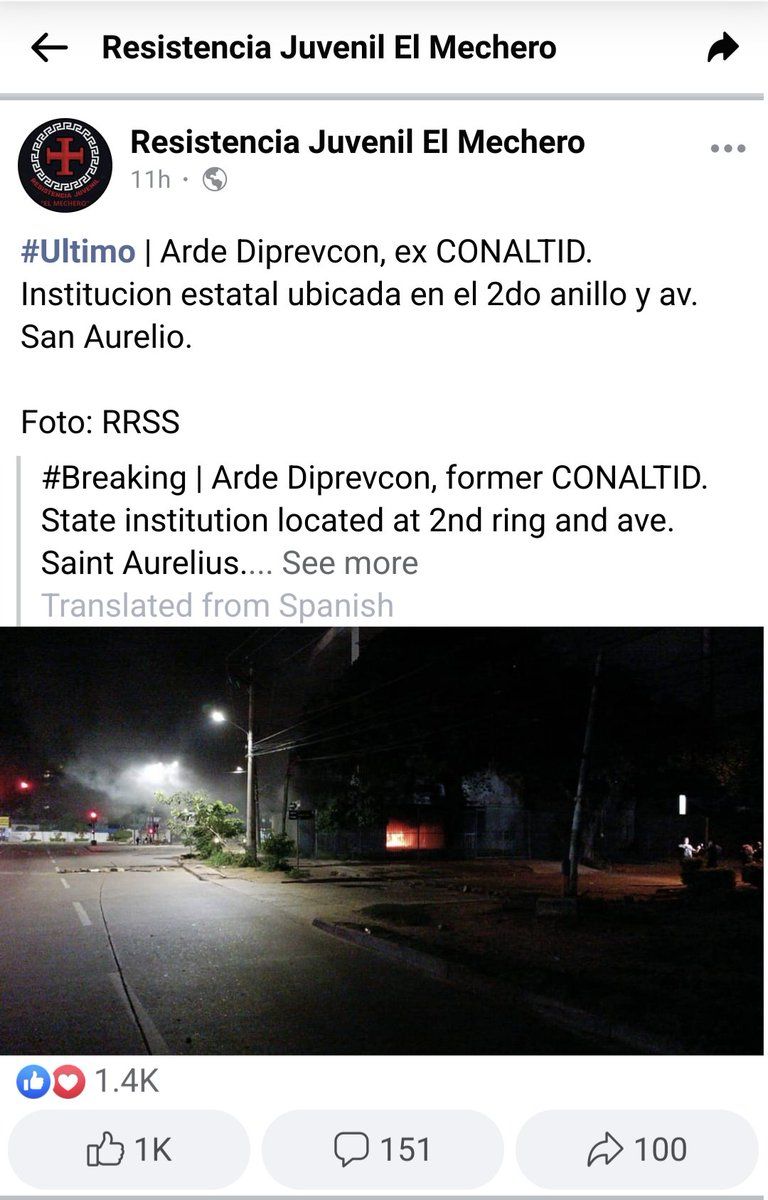 Resistencia Juvenil El Mechero
Resistencia Juvenil El Mechero
11h ·
RESISTENCIA JUVENIL
"EL MECHERO"
#Ultimo | Arde Diprevcon, ex CONALTID.
Institucion estatal ubicada en el 2do anillo y av.
San Aurelio.
Foto: RRSS
#Breaking | Arde Diprevcon, former CONALTID.
State institution located at 2nd ring and ave.
Saint Aurelius.... See more
Translated from Spanish
1.4K
1K
151
100